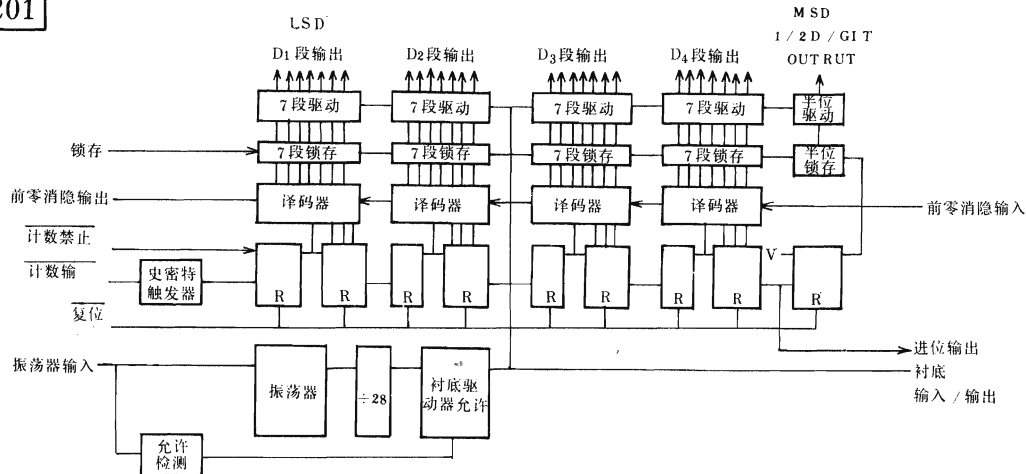 201
LSD
MSD
1/2D/GIT
OUTRUT
D1段输出
D2段输出
D3段输出
D4段输出
7段驱动
7段驱动
7段驱动
7段驱动
半位
驱动
锁存
7段锁存
7段锁存
7段锁存
7段锁存
半位
锁存
前零消隐输出
译码器
译码器
译码器
译码器
前零消隐输入
计数禁止
计数输
史密特
触发器
V
R
R
R
R
R
R
R
R
R
复位
进位输出
振荡器输入
振荡器
÷28
衬底驱
动器允许
衬底
输入/输出
允许
检测